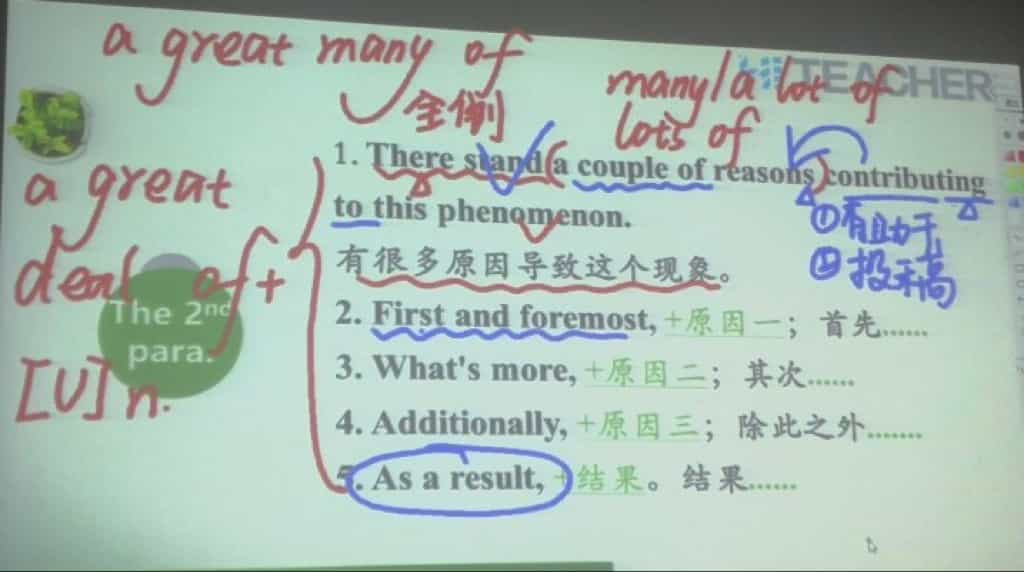 a great many of
TEACHER
many/a lot of
lots of
全倒
1. There stand a couple of reasons contributing
to this phenomenon.
①有助于
②投稿
有很多原因导致这个现象。
a great
deal of +
[U] n.
The 2nd
para.
2. First and foremost, +原因一；首先......
3. What's more, +原因二；其次......
4. Additionally, +原因三；除此之外.......
5. As a result, +结果。结果......